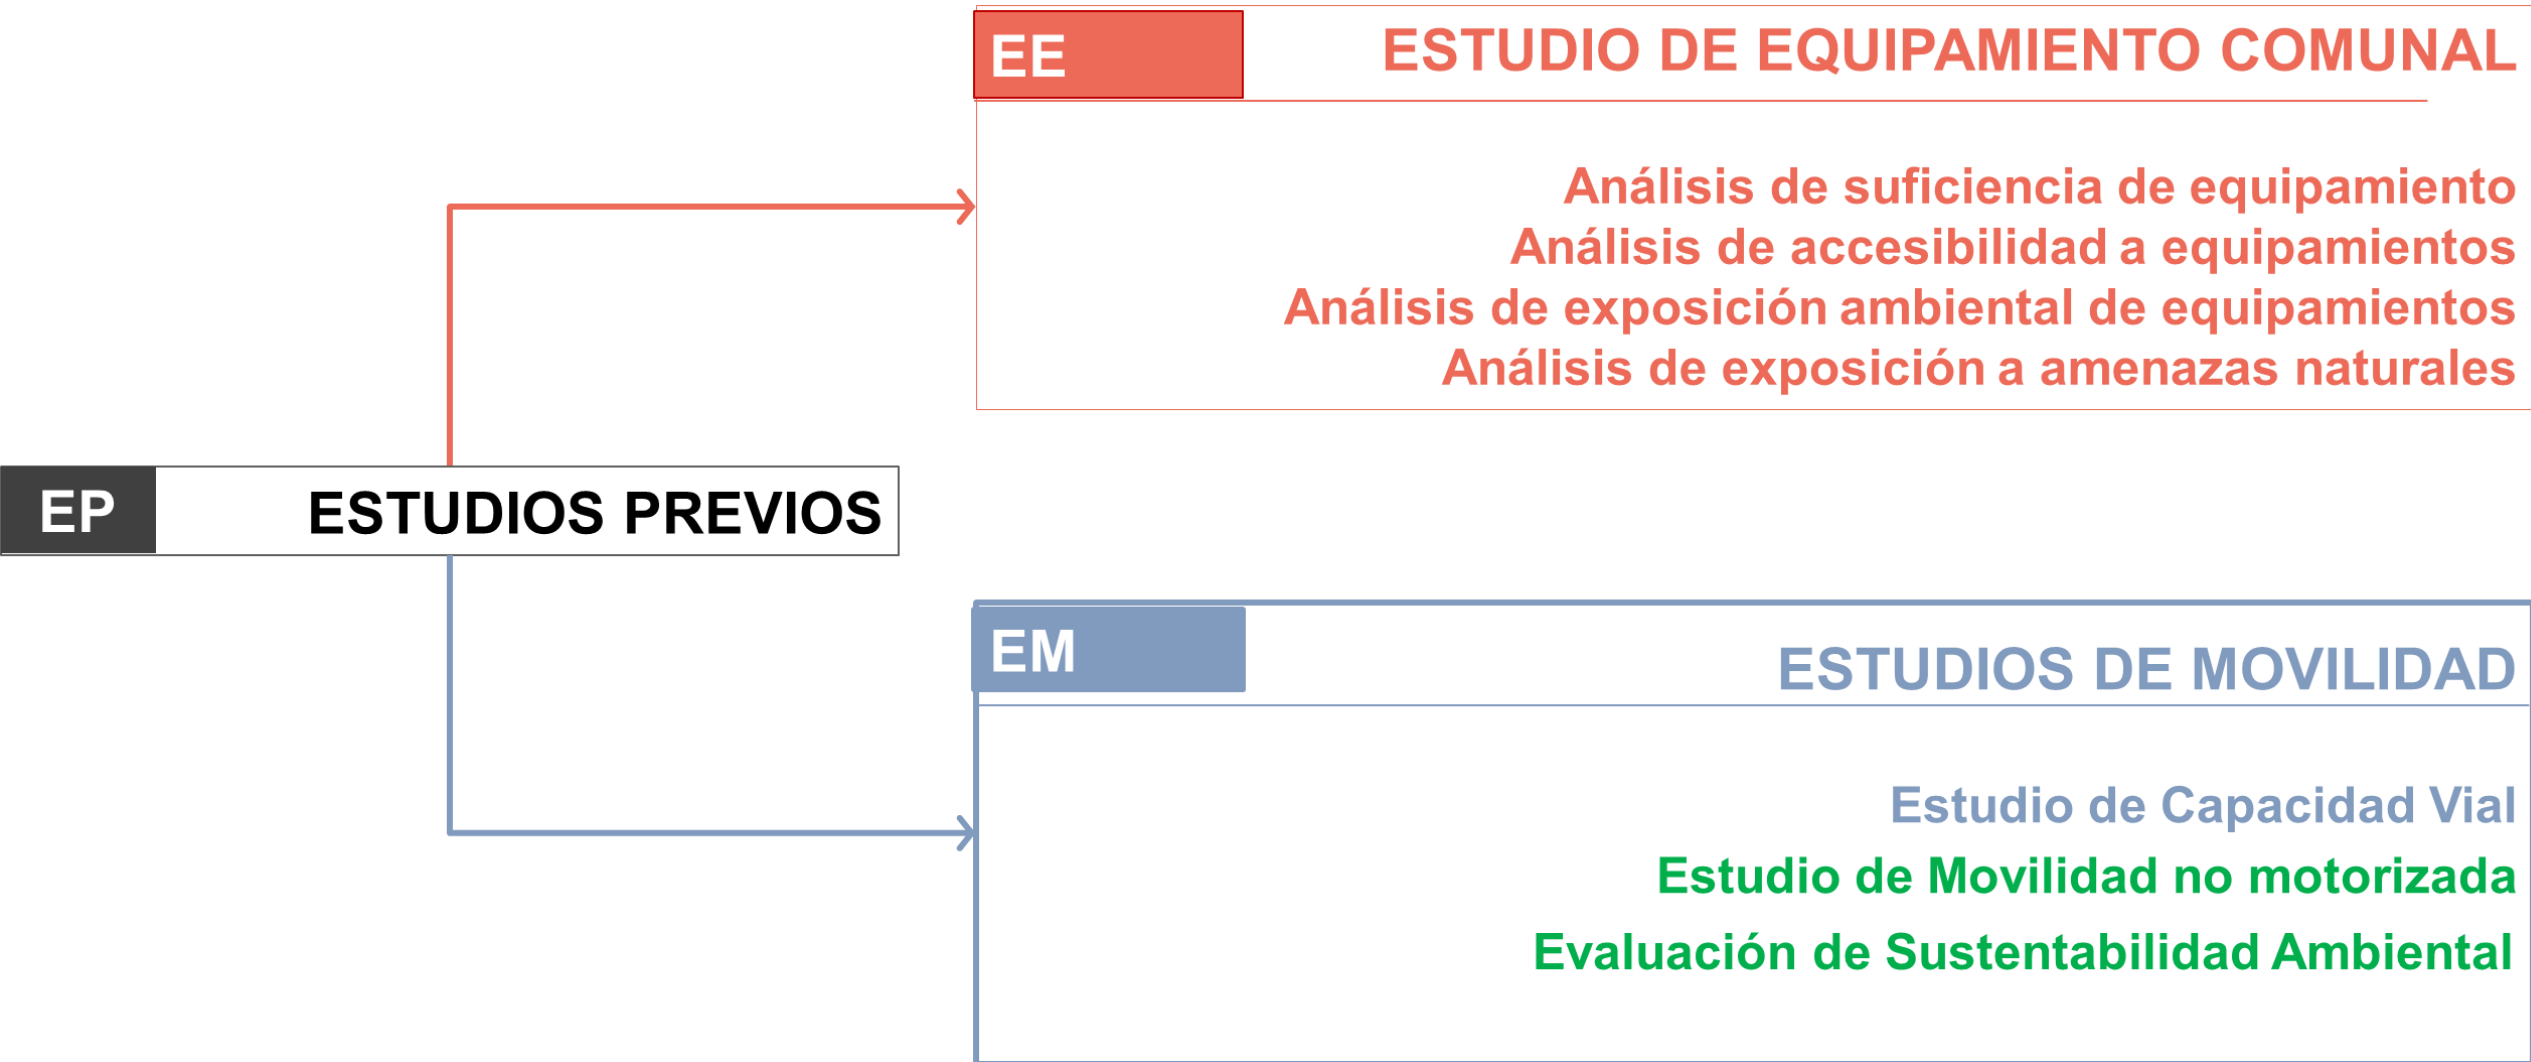 EE
ESTUDIO DE EQUIPAMIENTO COMUNAL
Análisis de suficiencia de equipamiento
Análisis de accesibilidad a equipamientos
Análisis de exposición ambiental de equipamientos
Análisis de exposición a amenazas naturales
EP
ESTUDIOS PREVIOS
EM
ESTUDIOS DE MOVILIDAD
Estudio de Capacidad Vial
Estudio de Movilidad no motorizada
Evaluación de Sustentabilidad Ambiental